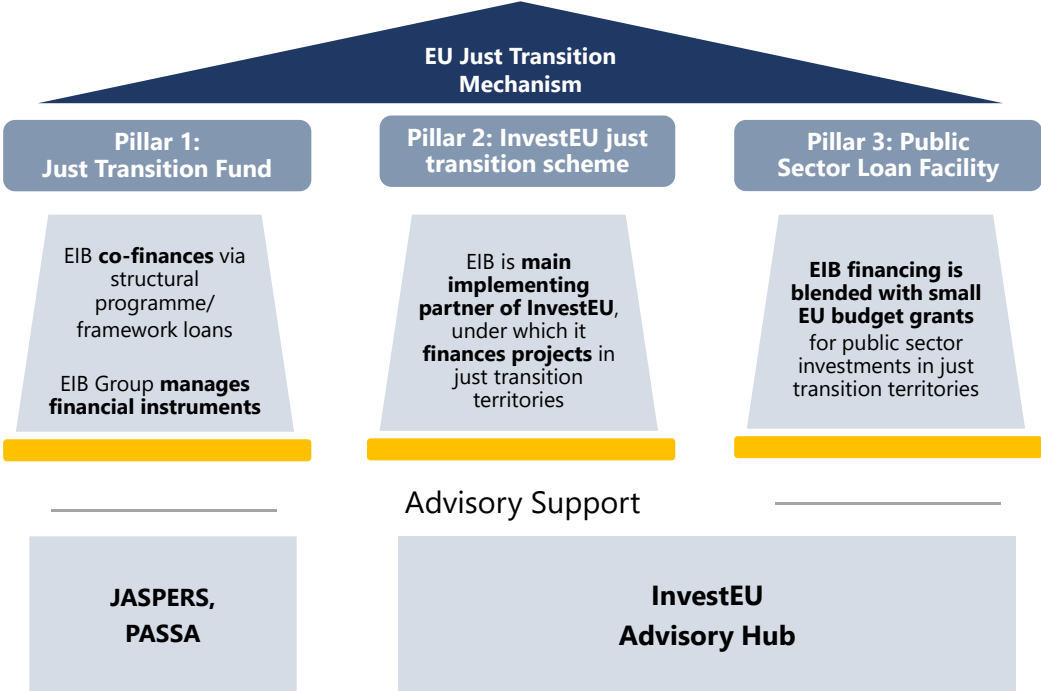 EU Just Transition
Mechanism
Pillar 1:
Just Transition Fund
Pillar 2: InvestEU just
transition scheme
Pillar 3: Public
Sector Loan Facility
EIB co-finances via
structural
programme/
framework loans
EIB Group manages
financial instruments
EIB is main
implementing
partner of InvestEU,
under which it
finances projects in
just transition
territories
EIB financing is
blended with small
EU budget grants
for public sector
investments in just
transition territories
Advisory Support
JASPERS,
PASSA
InvestEU
Advisory Hub